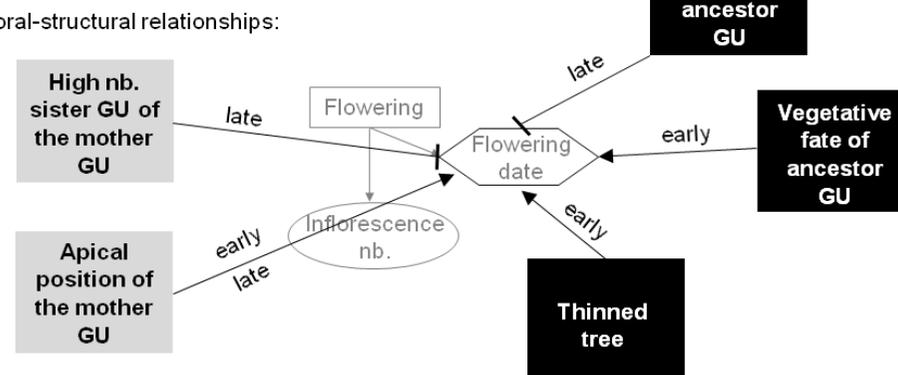 oral-structural relationships:
ancestor
GU
late
High nb.
sister GU of
the mother
GU
late
Flowering
Flowering
date
early
Vegetative
fate of
ancestor
GU
Inflorescence
nb.
early
late
early
Apical
position of
the mother
GU
Thinned
tree